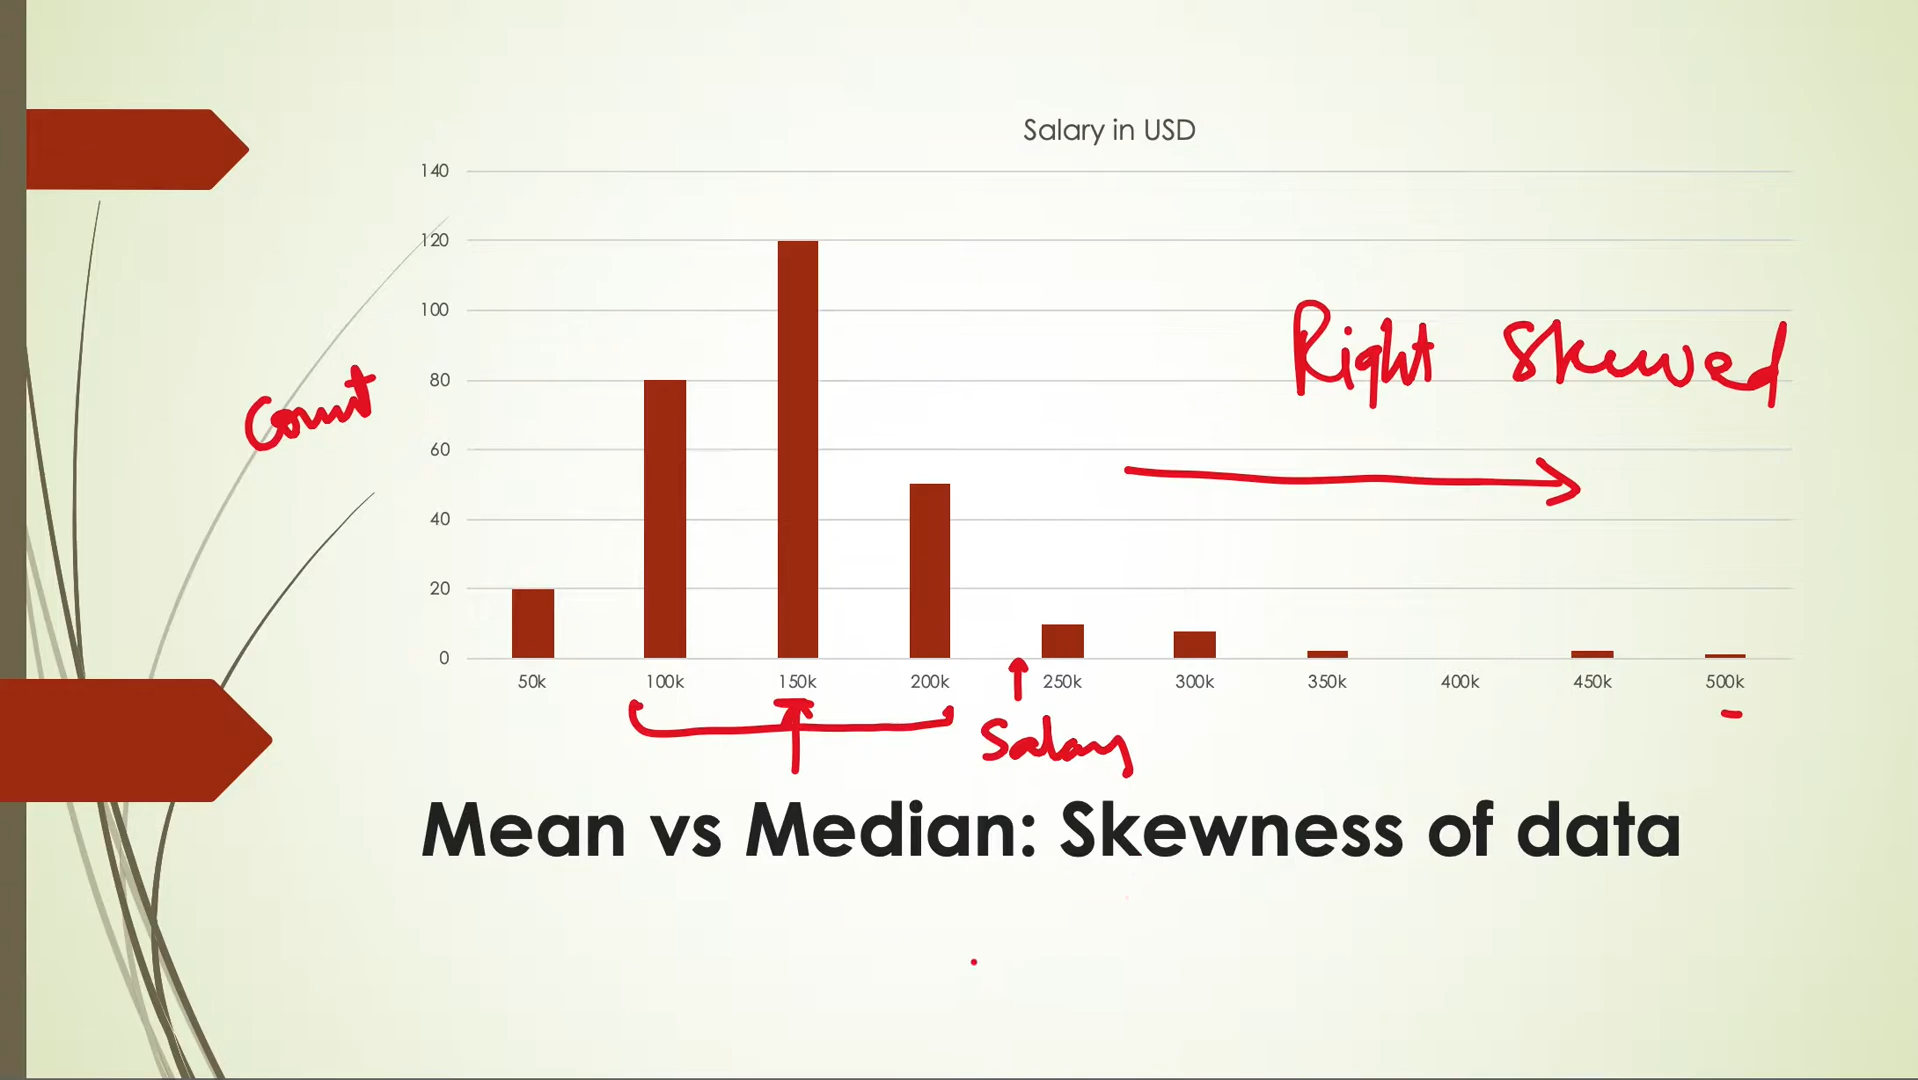 Salary in USD
140
120
100
80
60
40
20
0
Count
Right Skewed
50k 100k 150k 200k 250k 300k 350k 400k 450k 500k
Salary
Mean vs Median: Skewness of data